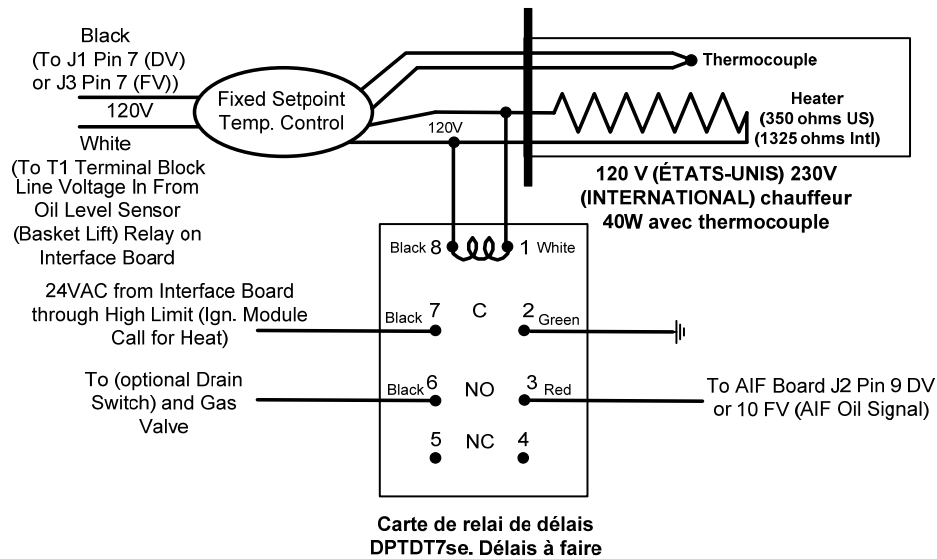 Black
(To J1 Pin 7 (DV)
or J3 Pin 7 (FV))
120V
White
(To T1 Terminal Block
Line Voltage In From
Oil Level Sensor
(Basket Lift) Relay on
Interface Board
Fixed Setpoint
Temp. Control
120V
Thermocouple
Heater
(350 ohms US)
(1325 ohms Intl)
120 V (ÉTATS-UNIS) 230V
(INTERNATIONAL) chauffeur
40W avec thermocouple
Black 8 1 White
24VAC from Interface Board
through High Limit (Ign. Module
Call for Heat)
Black 7 C 2 Green
To (optional Drain
Switch) and Gas
Valve
Black 6 NO 3 Red
To AIF Board J2 Pin 9 DV
or 10 FV (AIF Oil Signal)
5 NC 4
Carte de relai de délais
DPTDT7se. Délais à faire